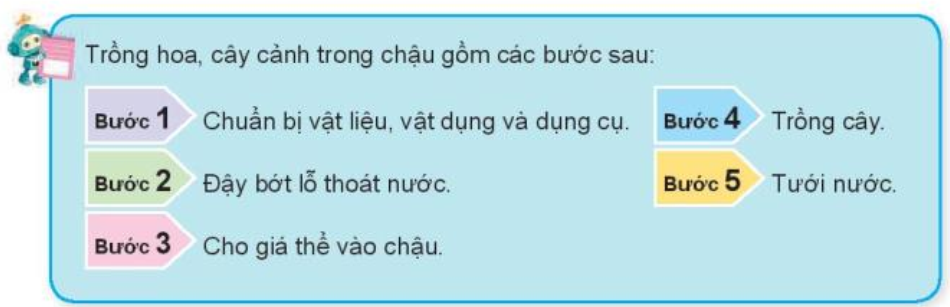 Trồng hoa, cây cảnh trong chậu gồm các bước sau:
Bước 1 Chuẩn bị vật liệu, vật dụng và dụng cụ.
Bước 2 Đậy bớt lỗ thoát nước.
Bước 3 Cho giá thể vào chậu.
Bước 4 Trồng cây.
Bước 5 Tưới nước.